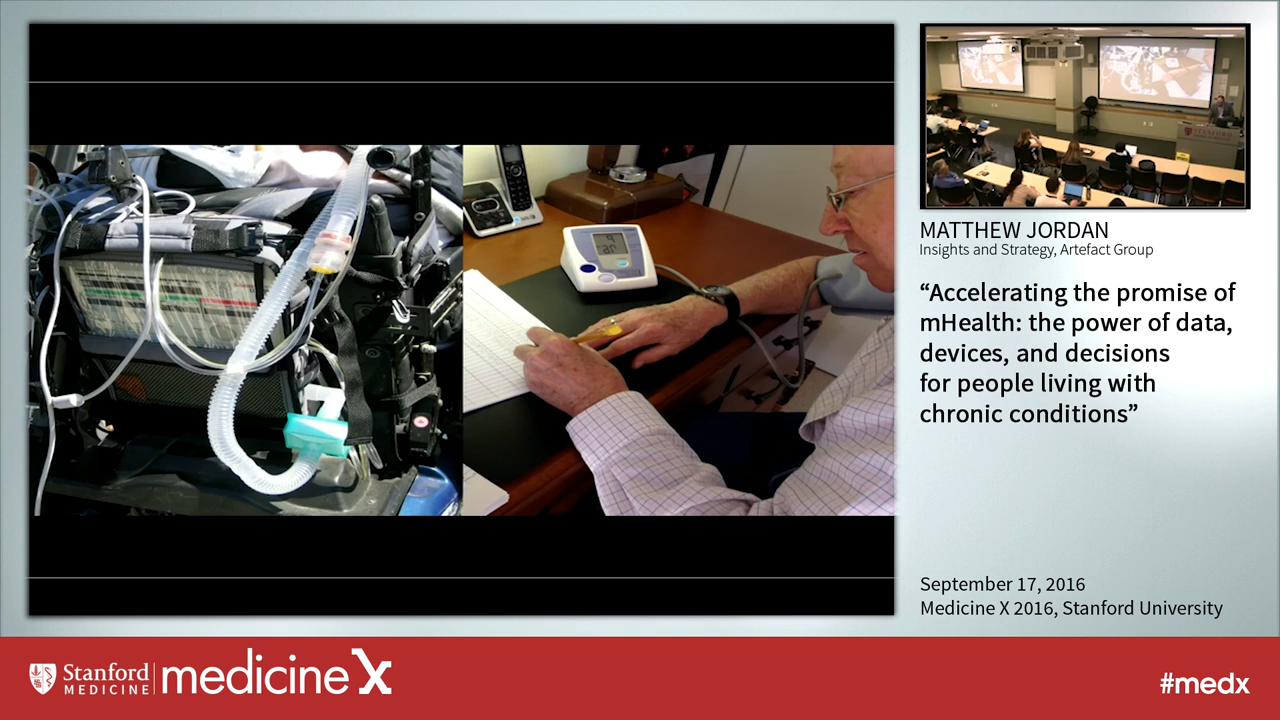 MATTHEW JORDAN
Insights and Strategy, Artefact Group
“Accelerating the promise of
mHealth: the power of data,
devices, and decisions
for people living with
chronic conditions”
September 17, 2016
Medicine X 2016, Stanford University
Stanford
MEDICINE
medicine X
#medx